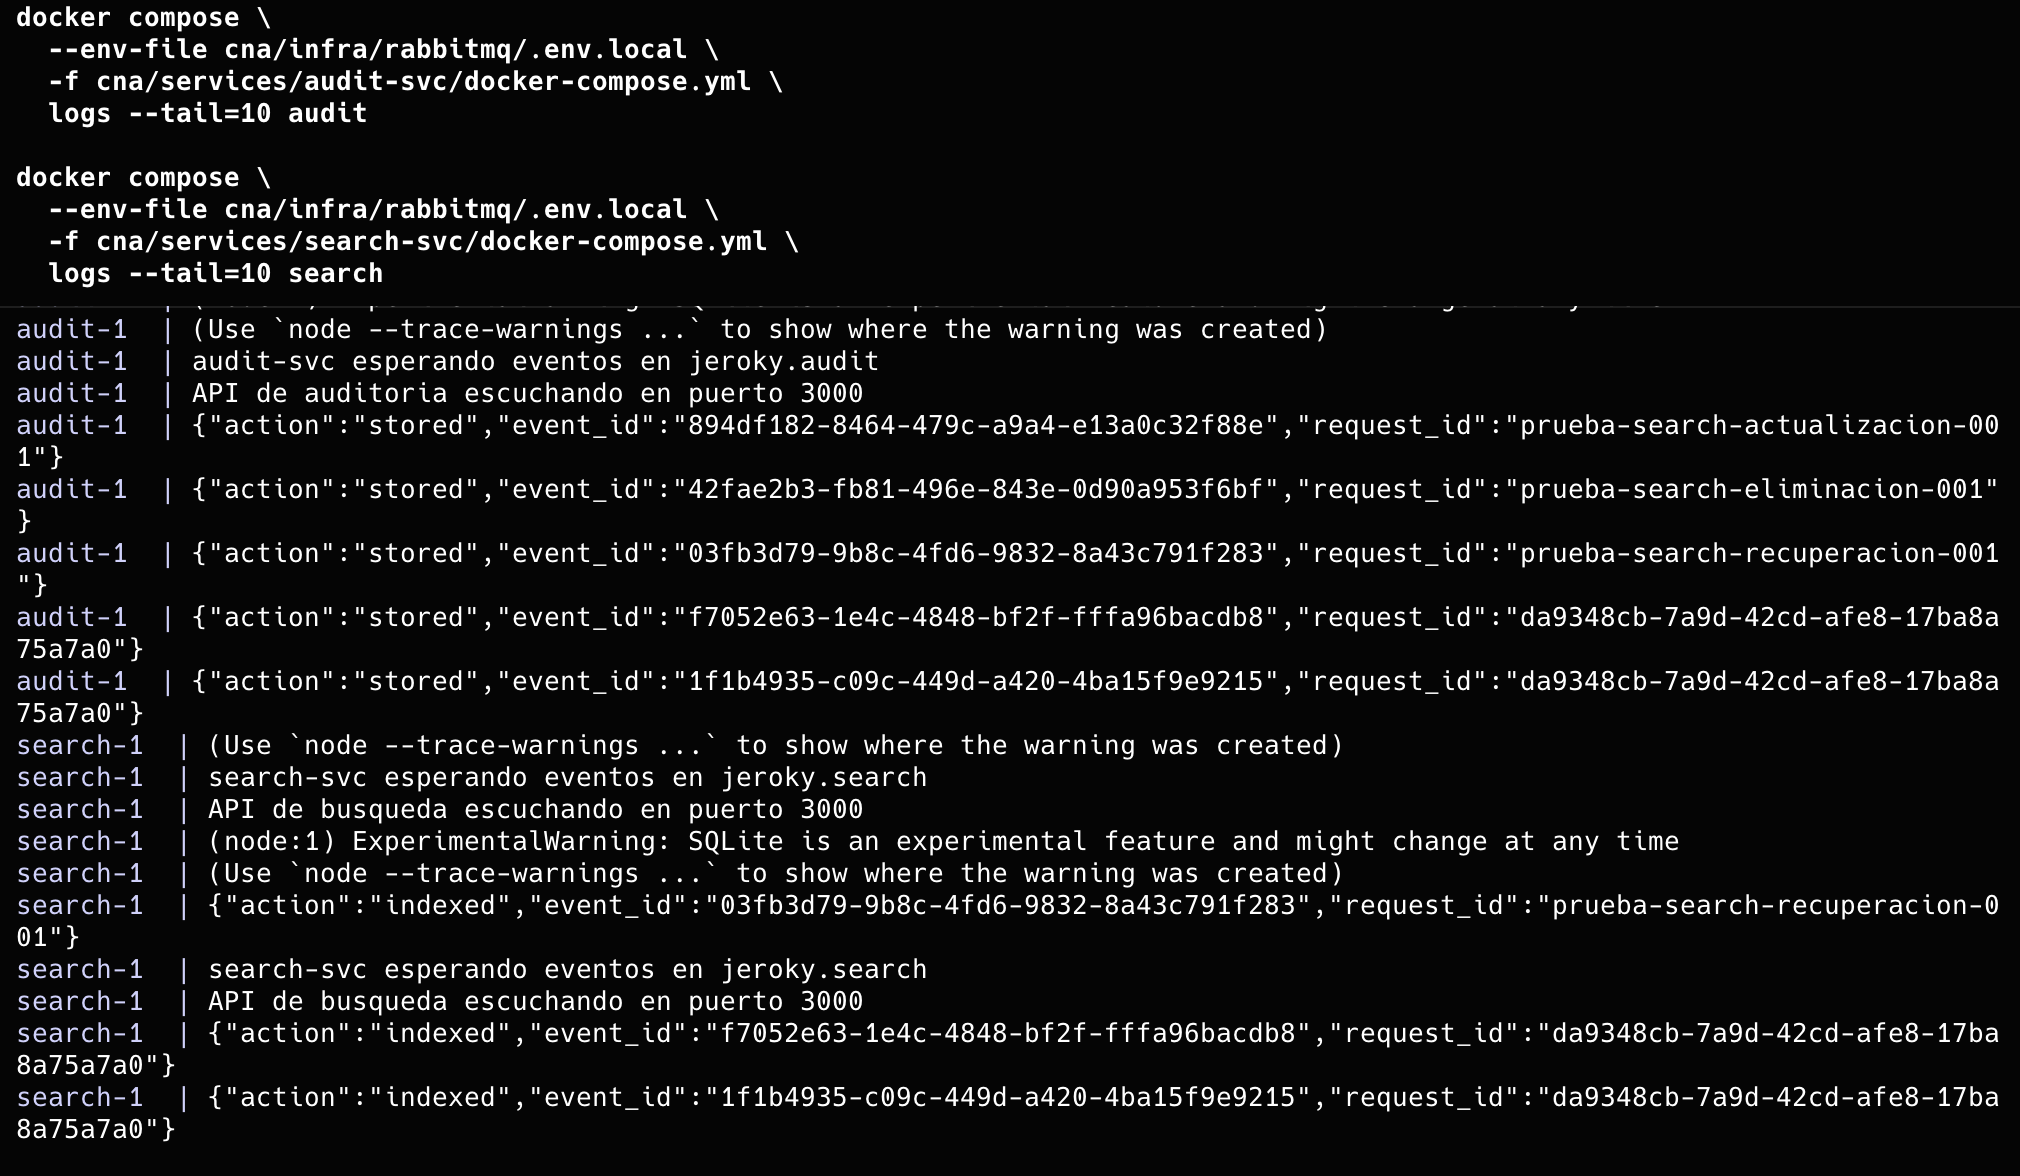 docker compose \
  --env-file cna/infra/rabbitmq/.env.local \
  -f cna/services/audit-svc/docker-compose.yml \
  logs --tail=10 audit

docker compose \
  --env-file cna/infra/rabbitmq/.env.local \
  -f cna/services/search-svc/docker-compose.yml \
  logs --tail=10 search
audit-1  | (Use `node --trace-warnings ...` to show where the warning was created)
audit-1  | audit-svc esperando eventos en jeroky.audit
audit-1  | API de auditoria escuchando en puerto 3000
audit-1  | {"action":"stored","event_id":"894df182-8464-479c-a9a4-e13a0c32f88e","request_id":"prueba-search-actualizacion-00
1"}
audit-1  | {"action":"stored","event_id":"42fae2b3-fb81-496e-843e-0d90a953f6bf","request_id":"prueba-search-eliminacion-001"
}
audit-1  | {"action":"stored","event_id":"03fb3d79-9b8c-4fd6-9832-8a43c791f283","request_id":"prueba-search-recuperacion-001
"}
audit-1  | {"action":"stored","event_id":"f7052e63-1e4c-4848-bf2f-fffa96bacdb8","request_id":"da9348cb-7a9d-42cd-afe8-17ba8a
75a7a0"}
audit-1  | {"action":"stored","event_id":"1f1b4935-c09c-449d-a420-4ba15f9e9215","request_id":"da9348cb-7a9d-42cd-afe8-17ba8a
75a7a0"}
search-1  | (Use `node --trace-warnings ...` to show where the warning was created)
search-1  | search-svc esperando eventos en jeroky.search
search-1  | API de busqueda escuchando en puerto 3000
search-1  | (node:1) ExperimentalWarning: SQLite is an experimental feature and might change at any time
search-1  | (Use `node --trace-warnings ...` to show where the warning was created)
search-1  | {"action":"indexed","event_id":"03fb3d79-9b8c-4fd6-9832-8a43c791f283","request_id":"prueba-search-recuperacion-0
01"}
search-1  | search-svc esperando eventos en jeroky.search
search-1  | API de busqueda escuchando en puerto 3000
search-1  | {"action":"indexed","event_id":"f7052e63-1e4c-4848-bf2f-fffa96bacdb8","request_id":"da9348cb-7a9d-42cd-afe8-17ba
8a75a7a0"}
search-1  | {"action":"indexed","event_id":"1f1b4935-c09c-449d-a420-4ba15f9e9215","request_id":"da9348cb-7a9d-42cd-afe8-17ba
8a75a7a0"}